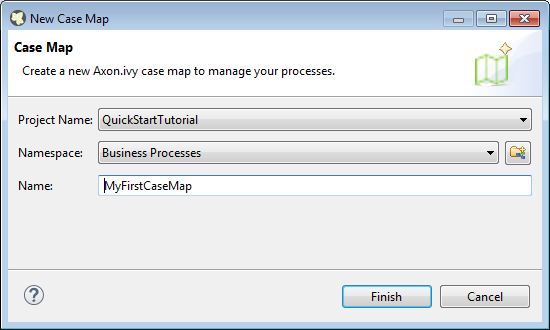 New Case Map
Case Map
Create a new Axon.ivy case map to manage your processes.
Project Name: QuickStartTutorial
Namespace: Business Processes
Name: MyFirstCaseMap
? Finish Cancel